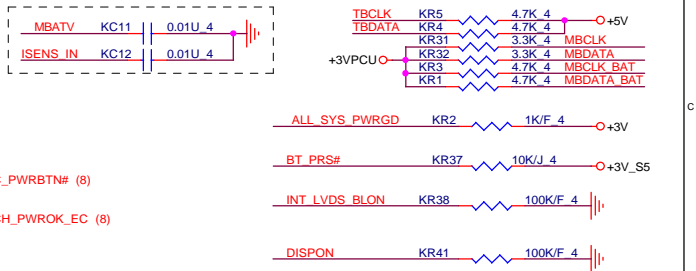 MBATV KC11 0.01U_4
ISENS_IN KC12 0.01U_4
TBCLK KR5 4.7K_4 +5V
TBDATA KR4 4.7K_4
KR31 3.3K_4 MBCLK
+3VPCU KR32 3.3K_4 MBDATA
KR3 4.7K_4 MBCLK_BAT
KR1 4.7K_4 MBDATA_BAT
C
ALL_SYS_PWRGD KR2 1K/F_4 +3V
BT_PRS# KR37 10K/J_4 +3V_S5
_PWRBTN# (8)
INT_LVDS_BLON KR38 100K/F_4
H_PWROK_EC (8)
DISPON KR41 100K/F_4